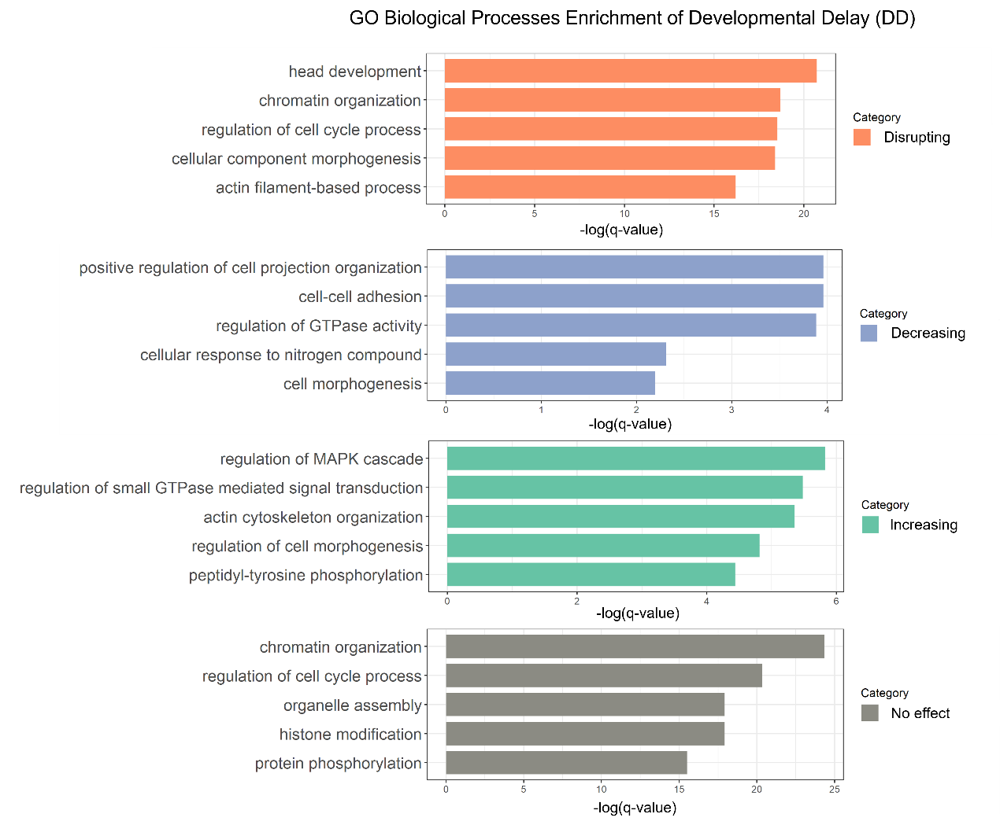 GO Biological Processes Enrichment of Developmental Delay (DD)
head development
chromatin organization
regulation of cell cycle process
cellular component morphogenesis
actin filament-based process
0 5 10 15 20
-log(q-value)
Category
Disrupting
positive regulation of cell projection organization
cell-cell adhesion
regulation of GTPase activity
cellular response to nitrogen compound
cell morphogenesis
0 1 2 3 4
-log(q-value)
Category
Decreasing
regulation of MAPK cascade
regulation of small GTPase mediated signal transduction
actin cytoskeleton organization
regulation of cell morphogenesis
peptidyl-tyrosine phosphorylation
0 2 4 6
-log(q-value)
Category
Increasing
chromatin organization
regulation of cell cycle process
organelle assembly
histone modification
protein phosphorylation
0 5 10 15 20 25
-log(q-value)
Category
No effect